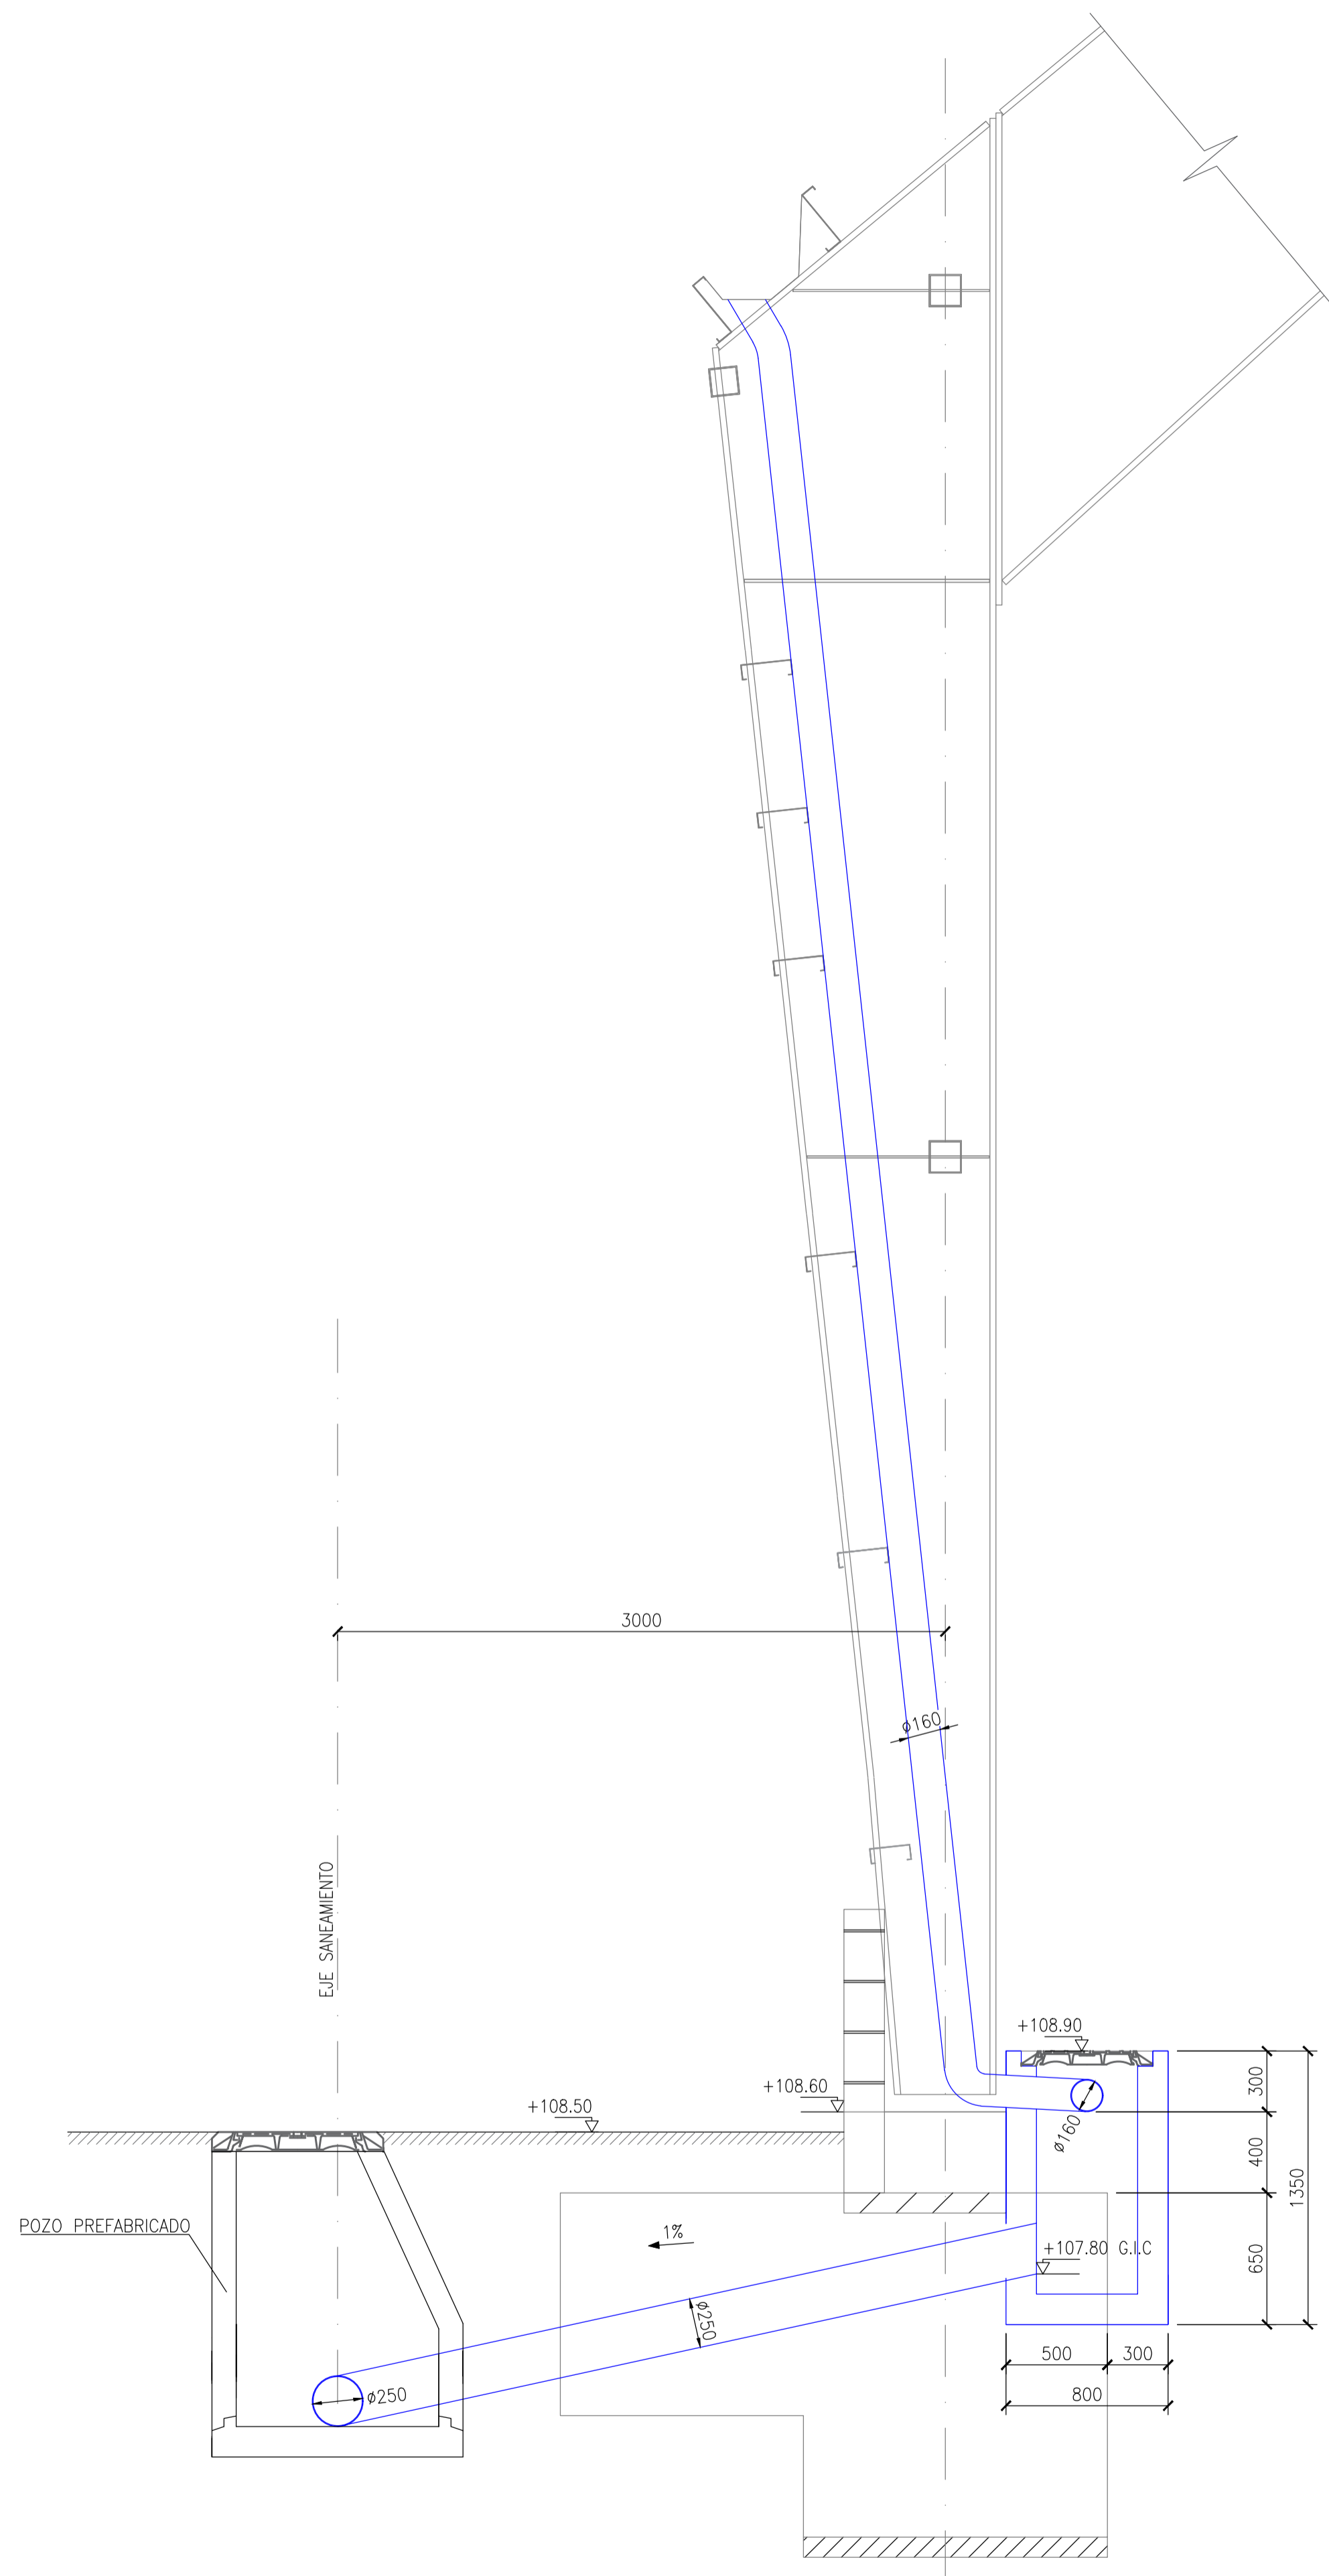 3000
ø160
EJE SANEAMIENTO
+108.90
+108.60
+108.50
300
ø160
400
1350
POZO PREFABRICADO
1%
+107.80 G.I.C
650
ø250
500
300
ø250
800